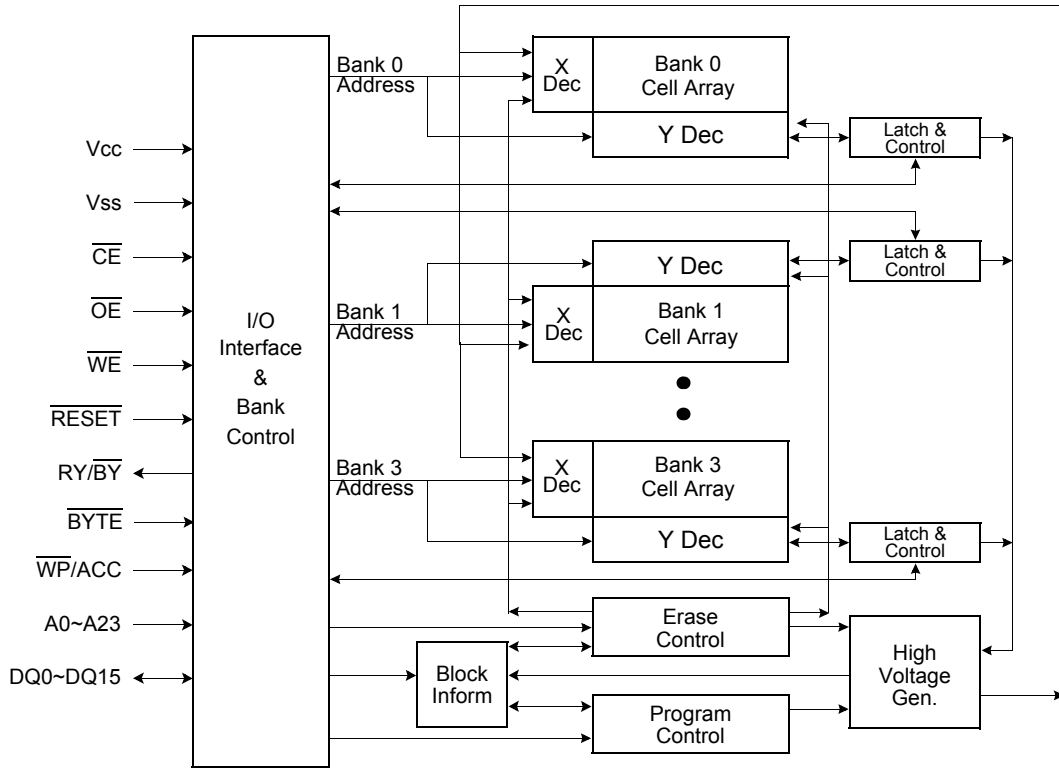 Vcc
Vss
CE
OE
WE
RESET
RY/BY
BYTE
WP/ACC
A0~A23
DQ0~DQ15
I/O
Interface
&
Bank
Control
Bank 0
Address
X
Dec
Bank 0
Cell Array
Y Dec
Latch &
Control
Y Dec
Latch &
Control
Bank 1
Address
X
Dec
Bank 1
Cell Array
Bank 3
Address
X
Dec
Bank 3
Cell Array
Y Dec
Latch &
Control
Erase
Control
Block
Inform
High
Voltage
Gen.
Program
Control